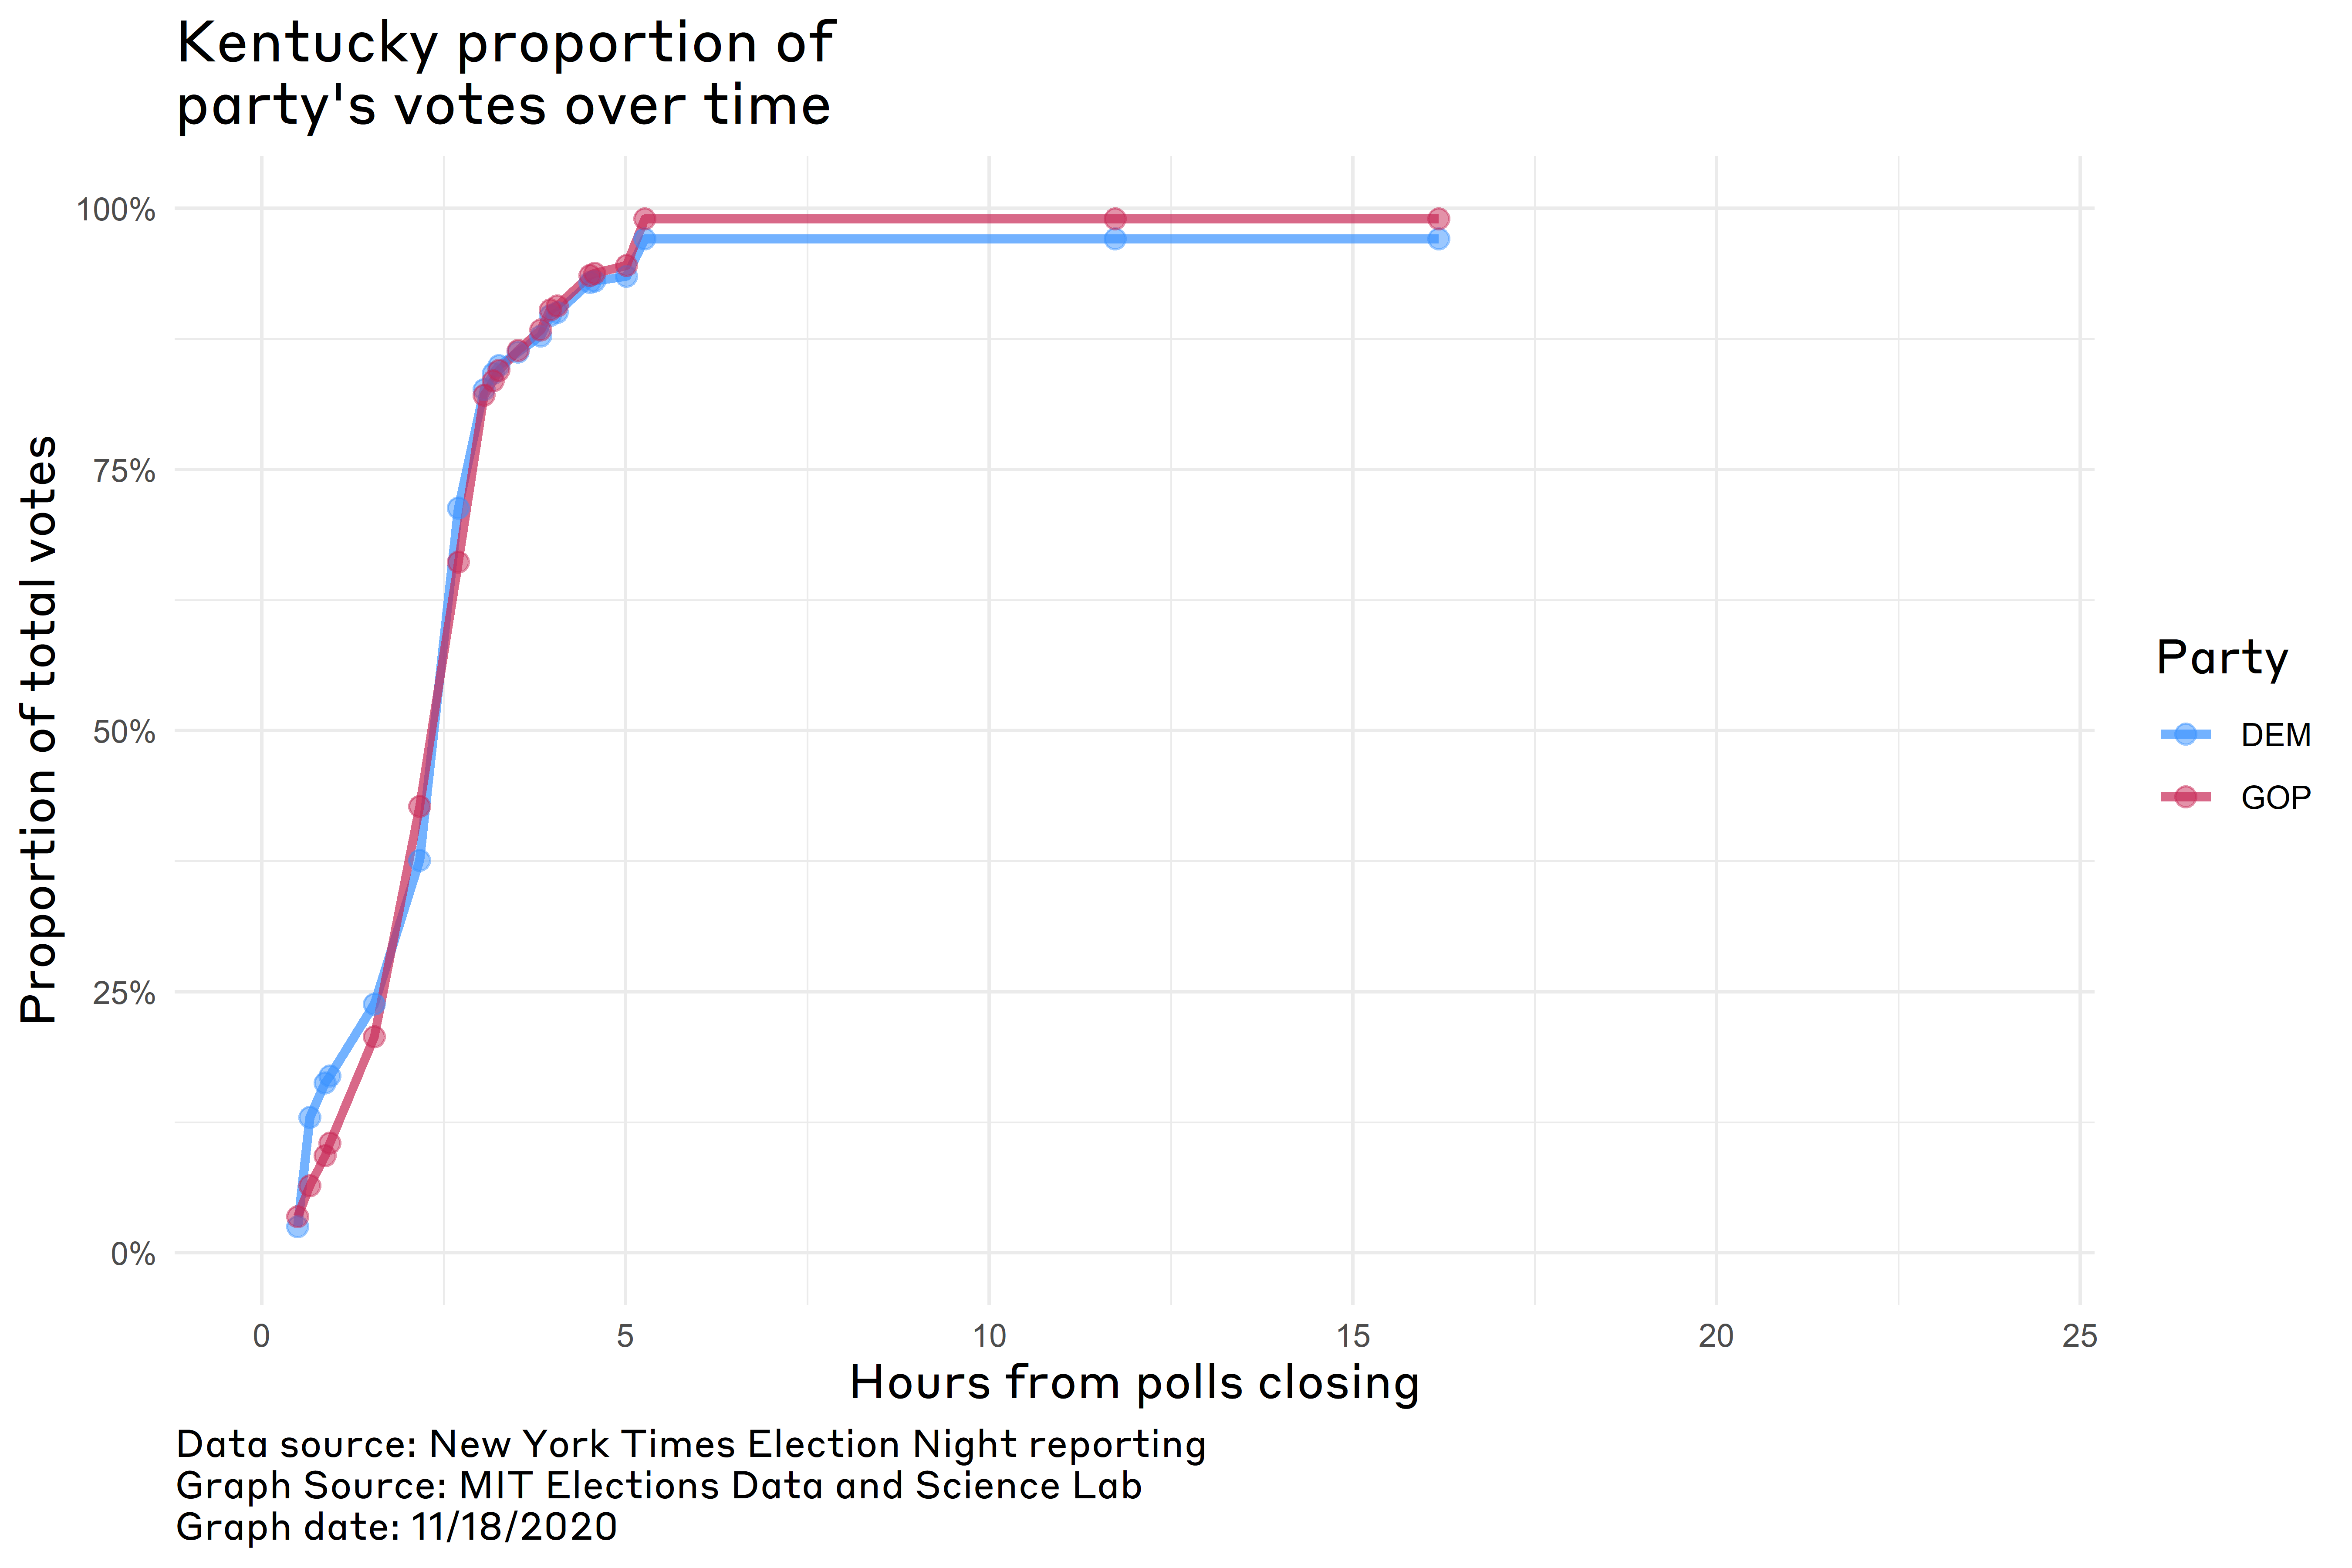 Kentucky proportion of
party's votes over time
Proportion of total votes
100%
75%
50%
25%
0%
0 5 10 15 20 25
Hours from polls closing
Party
DEM
GOP
Data source: New York Times Election Night reporting
Graph Source: MIT Elections Data and Science Lab
Graph date: 11/18/2020